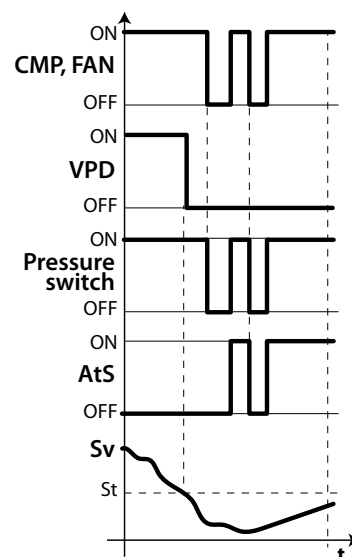 ON
CMP, FAN
OFF
ON
VPD
OFF
ON
Pressure
switch
OFF
ON
AtS
OFF
Sv
St
t